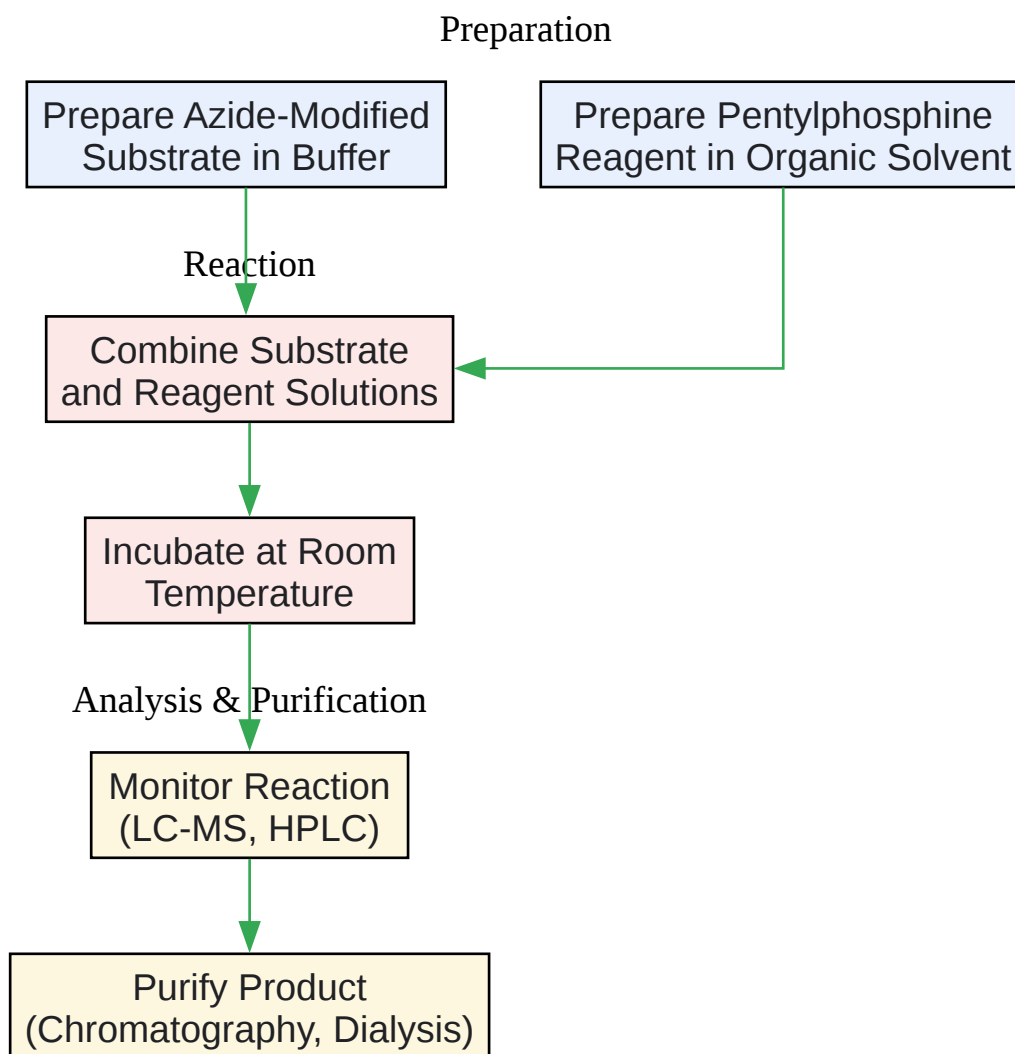 Preparation
Prepare Azide-Modified
Substrate in Buffer
Prepare Pentylphosphine
Reagent in Organic Solvent
Reaction
Combine Substrate
and Reagent Solutions
Incubate at Room
Temperature
Analysis & Purification
Monitor Reaction
(LC-MS, HPLC)
Purify Product
(Chromatography, Dialysis)